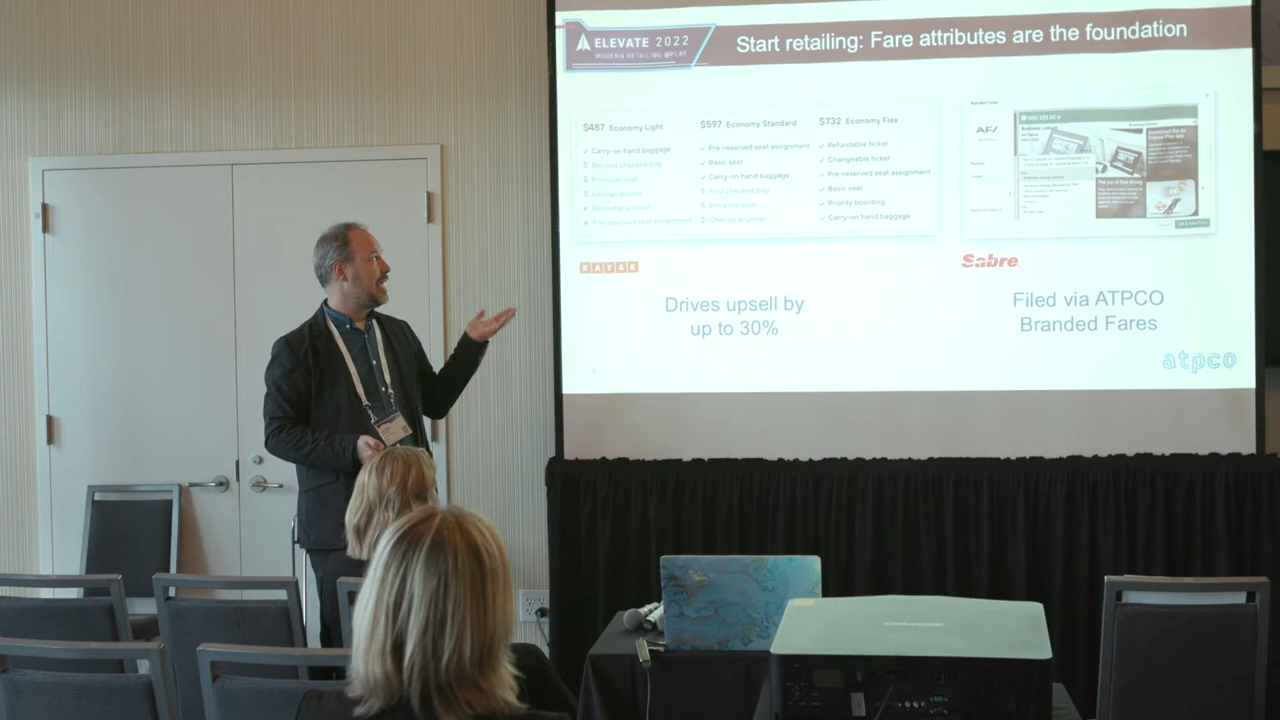 ELEVATE 2022
MODERN RETAILING @PLAY
Start retailing: Fare attributes are the foundation
$487 Economy Light
✓ Carry-on hand baggage
$ Second checked bag
$ Premium seat
$ Lounge access
× Refundable ticket
× Pre-reserved seat assignment
$597 Economy Standard
✓ Pre-reserved seat assignment
✓ Basic seat
✓ Carry-on hand baggage
$ First checked bag
$ Extra legroom
$ Change anytime
$732 Economy Flex
✓ Refundable ticket
✓ Changeable ticket
✓ Pre-reserved seat assignment
✓ Basic seat
✓ Priority boarding
✓ Carry-on hand baggage
Branded Fares
AF/
KAYAK
Drives upsell by
up to 30%
Sabre
Filed via ATPCO
Branded Fares
atpco